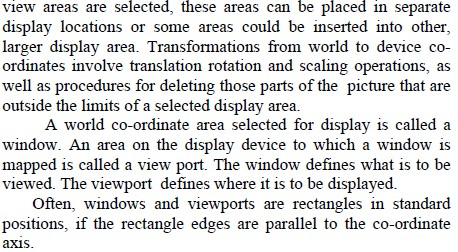 view areas are selected, these areas can be placed in separate
display locations or some areas could be inserted into other,
larger display area. Transformations from world to device co-
ordinates involve translation rotation and scaling operations, as
well as procedures for deleting those parts of the picture that are
outside the limits of a selected display area.
A world co-ordinate area selected for display is called a
window. An area on the display device to which a window is
mapped is called a view port. The window defines what is to be
viewed. The viewport defines where it is to be displayed.
Often, windows and viewports are rectangles in standard
positions, if the rectangle edges are parallel to the co-ordinate
axis.